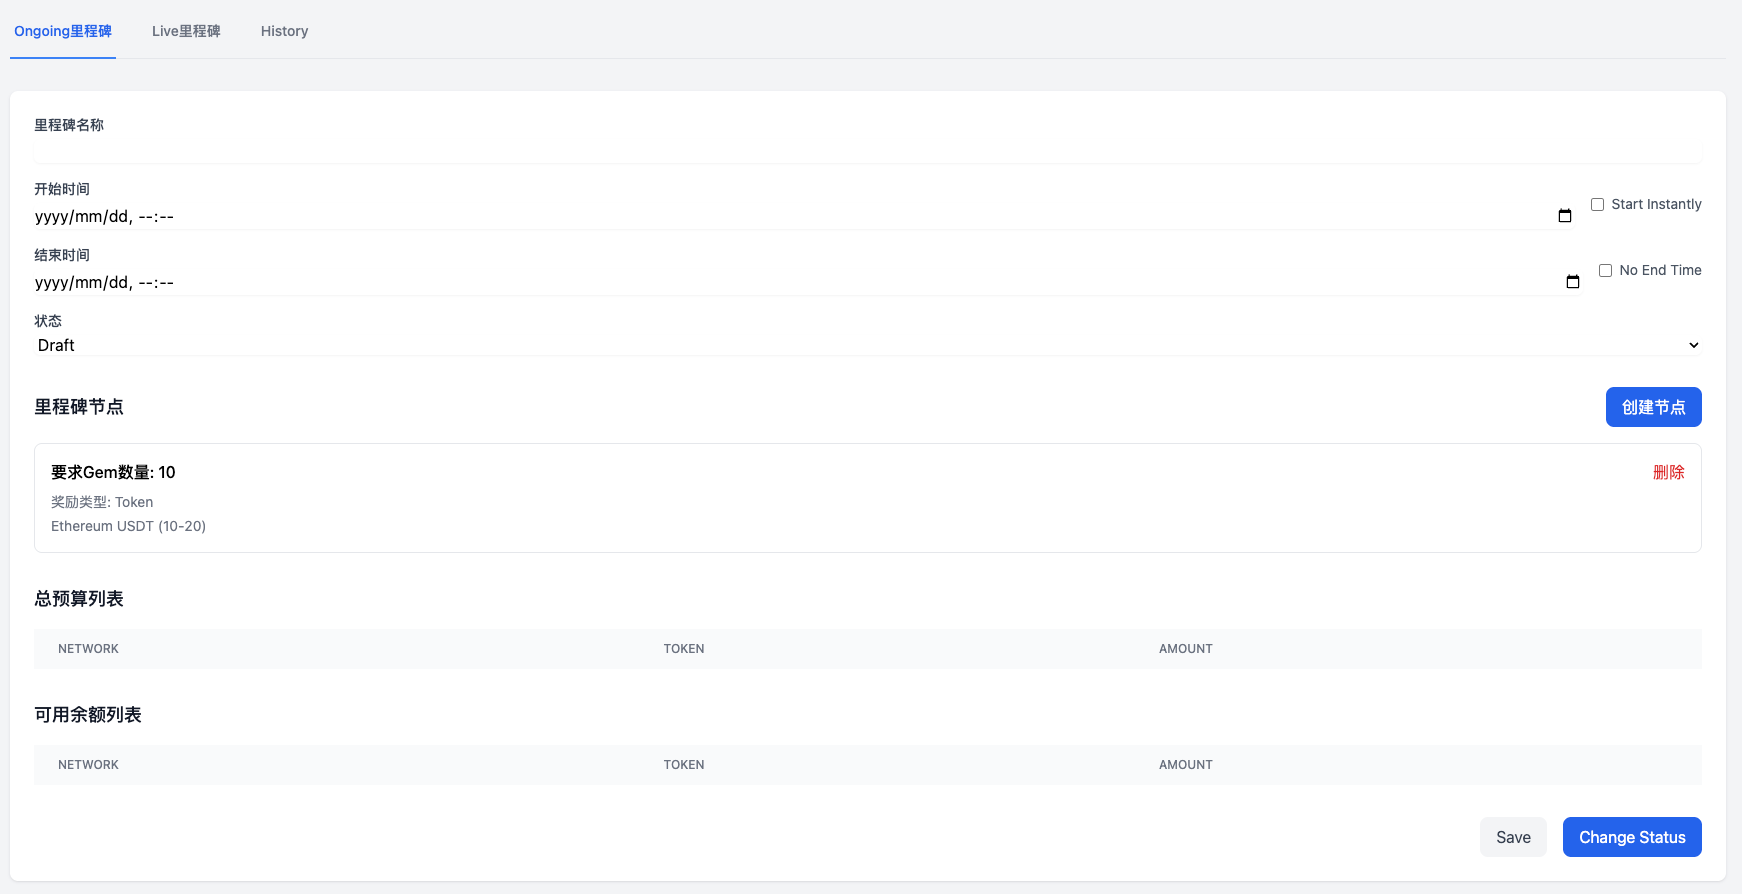 Ongoing里程碑 Live里程碑 History
里程碑名称
开始时间
yyyy/mm/dd, --:-- Start Instantly
结束时间
yyyy/mm/dd, --:-- No End Time
状态
Draft
里程碑节点 创建节点
要求Gem数量: 10 删除
奖励类型: Token
Ethereum USDT (10-20)
总预算列表
NETWORK TOKEN AMOUNT
可用余额列表
NETWORK TOKEN AMOUNT
Save Change Status